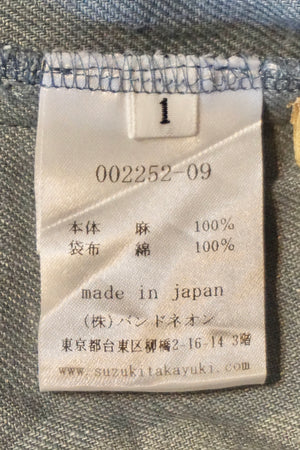 1
002252-09
本体 麻 100%
袋布 綿 100%
made in japan
(株)バンドネオン
東京都台東区柳橋2-16-14 3階
www.suzukitakayuki.com